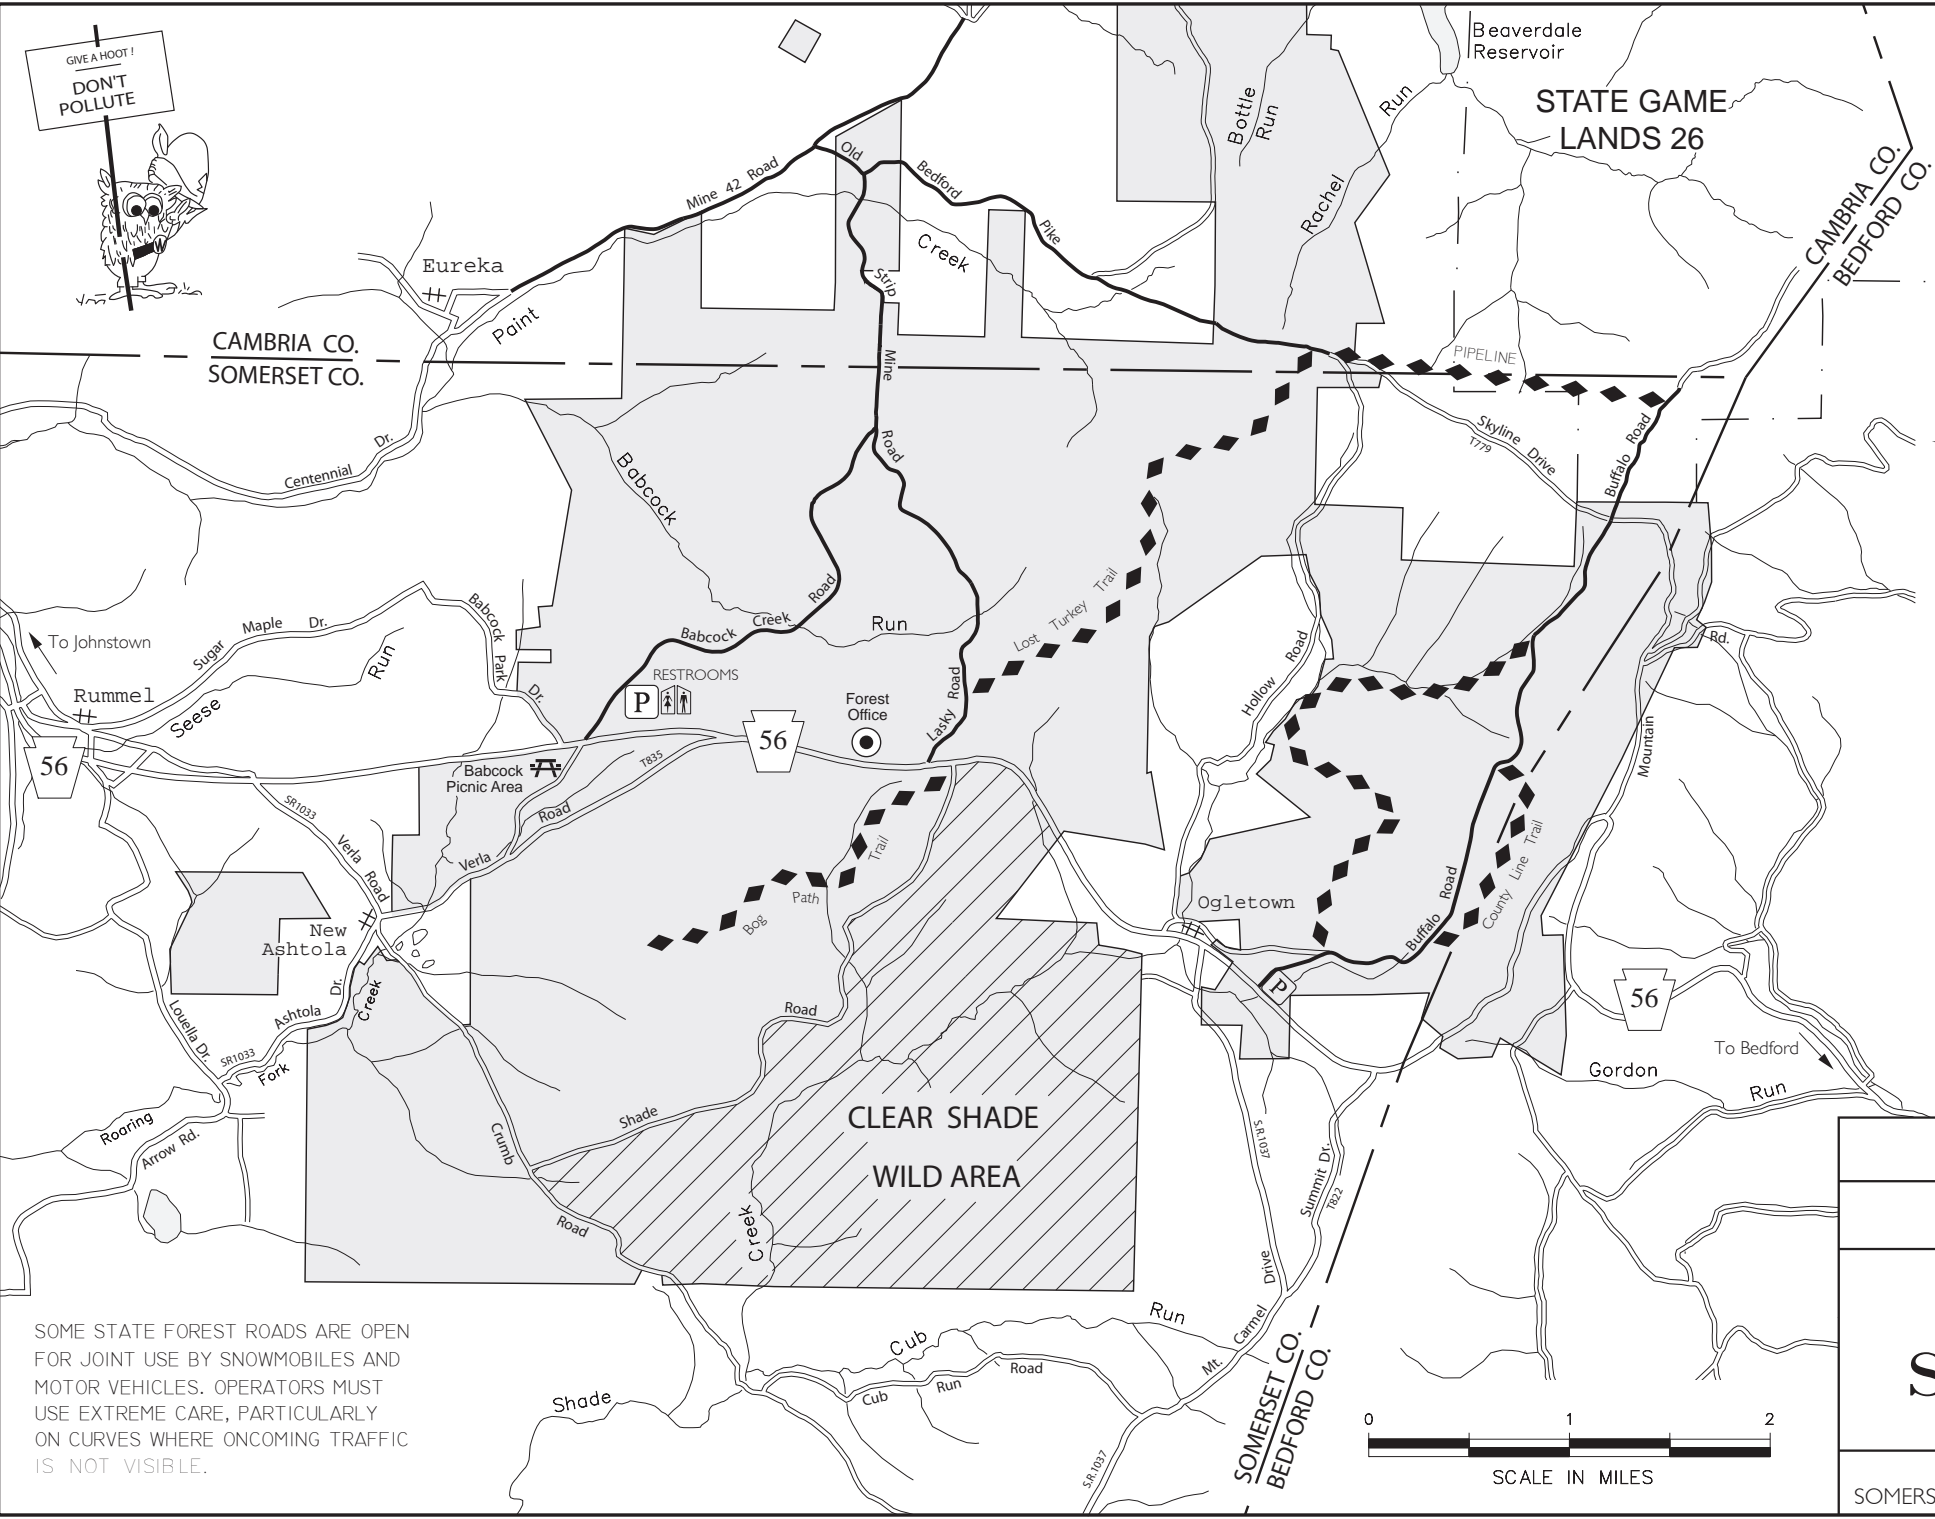 GIVE A HOOT !
DON'T
POLLUTE
Beaverdale
Reservoir
STATE GAME
LANDS 26
Bottle
Run
Rachel
Run
CAMBRIA CO.
BEDFORD CO.
Mine 42 Road
Old
Bedford
Pike
Creek
Strip
Mine
Road
Eureka
Paint
CAMBRIA CO.
SOMERSET CO.
PIPELINE
Skyline
Drive
T779
Buffalo Road
Centennial
Dr.
Babcock
Run
Babcock Creek Road
Lost Turkey Trail
Hollow Road
Rd.
Mountain
To Johnstown
Rummel
Sugar Maple Dr.
Seese Run
Babcock Park Dr.
RESTROOMS
P
Forest
Office
Lasky Road
56
56
Babcock
Picnic Area
T835
Verla Road
SR1033
Verla
Road
Bog Path Trail
Ogletown
Buffalo Road
County Line Trail
P
56
To Bedford
New
Ashtola
Ashtola Dr.
Creek
Louella Dr.
SR1033
Fork
Roaring
Arrow Rd.
Gordon
Run
Shade
Road
Crumb
Road
CLEAR SHADE
WILD AREA
Creek
S.R.1037
Summit Dr.
T822
Drive
Mt. Carmel
Cub
Run
Cub Run Road
Shade
S.R.1037
SOMERSET CO.
BEDFORD CO.
SOME STATE FOREST ROADS ARE OPEN
FOR JOINT USE BY SNOWMOBILES AND
MOTOR VEHICLES. OPERATORS MUST
USE EXTREME CARE, PARTICULARLY
ON CURVES WHERE ONCOMING TRAFFIC
IS NOT VISIBLE.
0 1 2
SCALE IN MILES
S
SOMERS